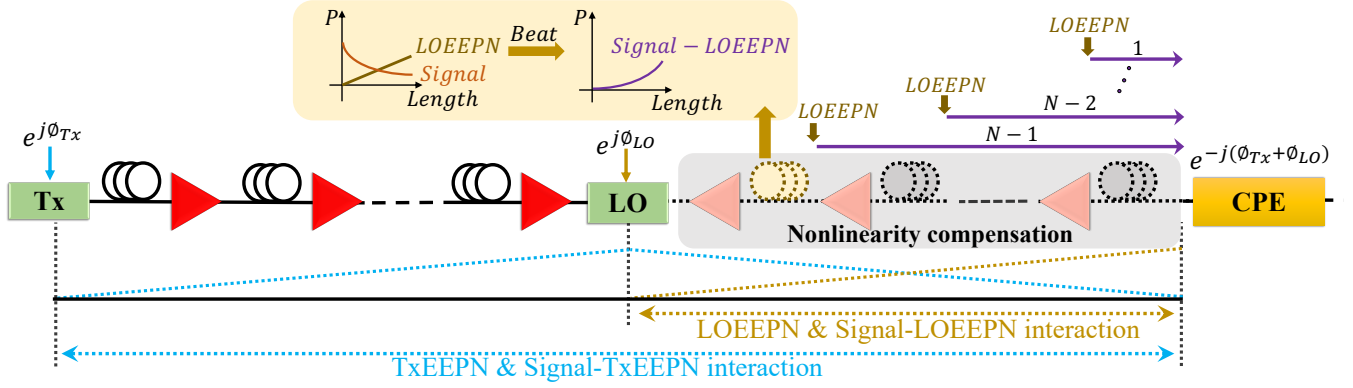 P
LOEEPN
Signal
Length
Beat
P
Signal − LOEEPN
Length
LOEEPN
1
LOEEPN
N − 2
LOEEPN
N − 1
e^{jø_{Tx}}
e^{jø_{LO}}
e^{−j(ø_{Tx}+ø_{LO})}
Tx
LO
CPE
Nonlinearity compensation
LOEEPN & Signal-LOEEPN interaction
TxEEPN & Signal-TxEEPN interaction